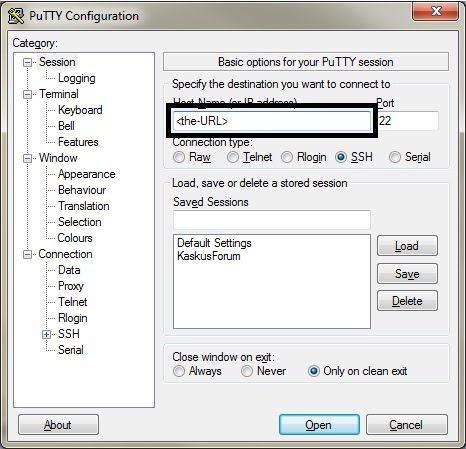 PuTTY Configuration
Category:
Session
Logging
Terminal
Keyboard
Bell
Features
Window
Appearance
Behaviour
Translation
Selection
Colours
Connection
Data
Proxy
Telnet
Rlogin
SSH
Serial
Basic options for your PuTTY session
Specify the destination you want to connect to
Host Name (or IP address) Port
<the-URL> 22
Connection type:
Raw Telnet Rlogin SSH Serial
Load, save or delete a stored session
Saved Sessions
Default Settings
KaskusForum
Load
Save
Delete
Close window on exit:
Always Never Only on clean exit
About Open Cancel